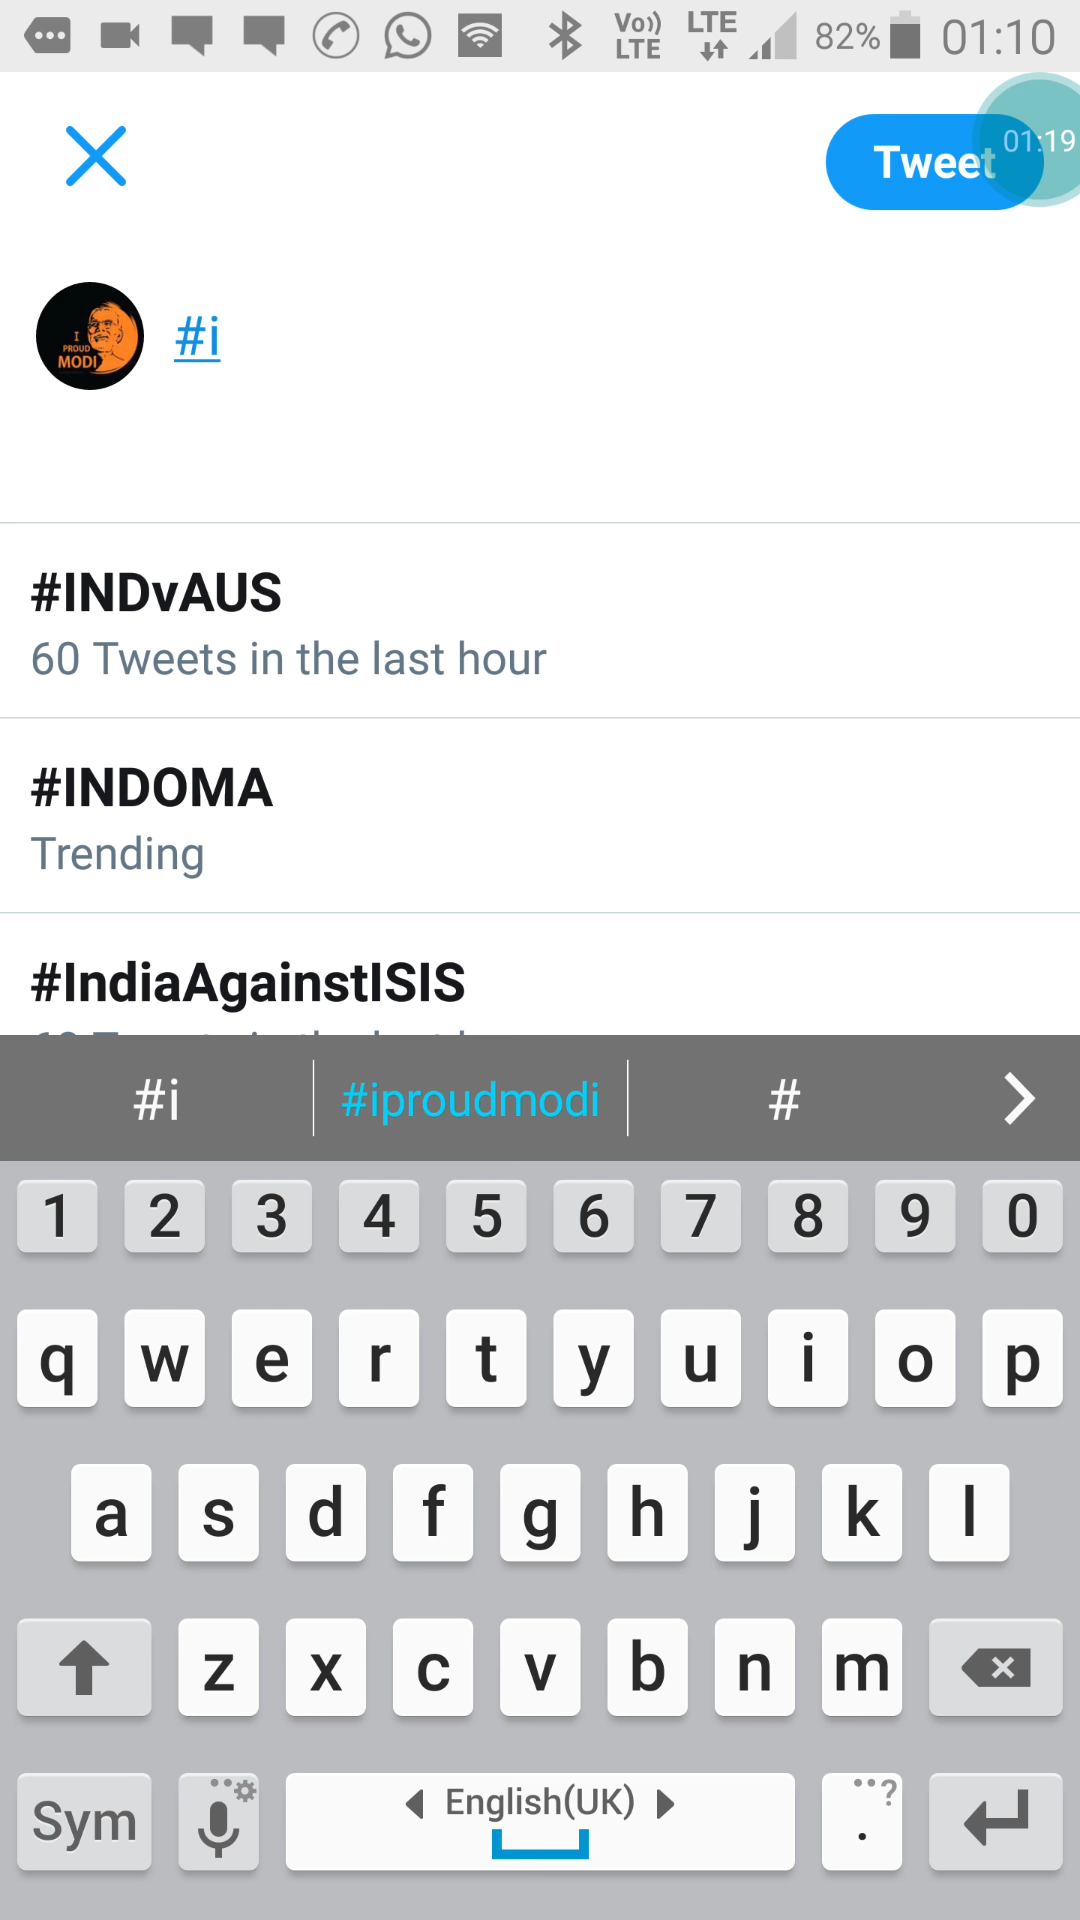 Vo)) LTE LTE 82% 01:10
Tweet 01:19
I PROUD MODI
#i
#INDvAUS
60 Tweets in the last hour
#INDOMA
Trending
#IndiaAgainstISIS
#i #iproudmodi #
1 2 3 4 5 6 7 8 9 0
q w e r t y u i o p
a s d f g h j k l
z x c v b n m
Sym English(UK) . ?